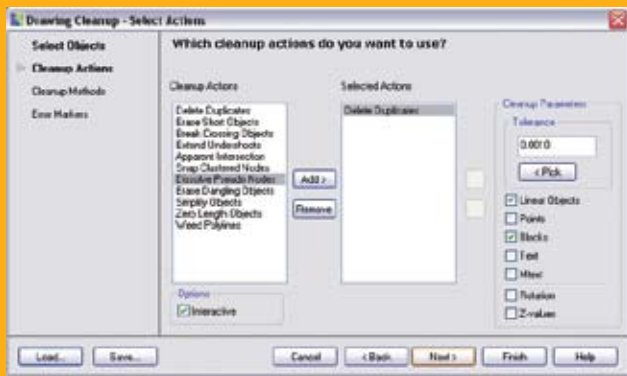 Drawing Cleanup - Select Actions
Select Objects
Cleanup Actions
Cleanup Methods
Error Markers
Which cleanup actions do you want to use?
Cleanup Actions
Delete Duplicates
Erase Short Objects
Break Crossing Objects
Extend Undershoots
Apparent Intersection
Snap Clustered Nodes
Dissolve Pseudo Nodes
Erase Dangling Objects
Simplify Objects
Zero Length Objects
Weed Polylines
Add >
Remove
Selected Actions
Delete Duplicates
Cleanup Parameters
Tolerance
0.0010
< Pick
Linear Objects
Points
Blocks
Text
Mtext
Rotation
Z-values
Options
Interactive
Load...
Save...
Cancel
< Back
Next >
Finish
Help